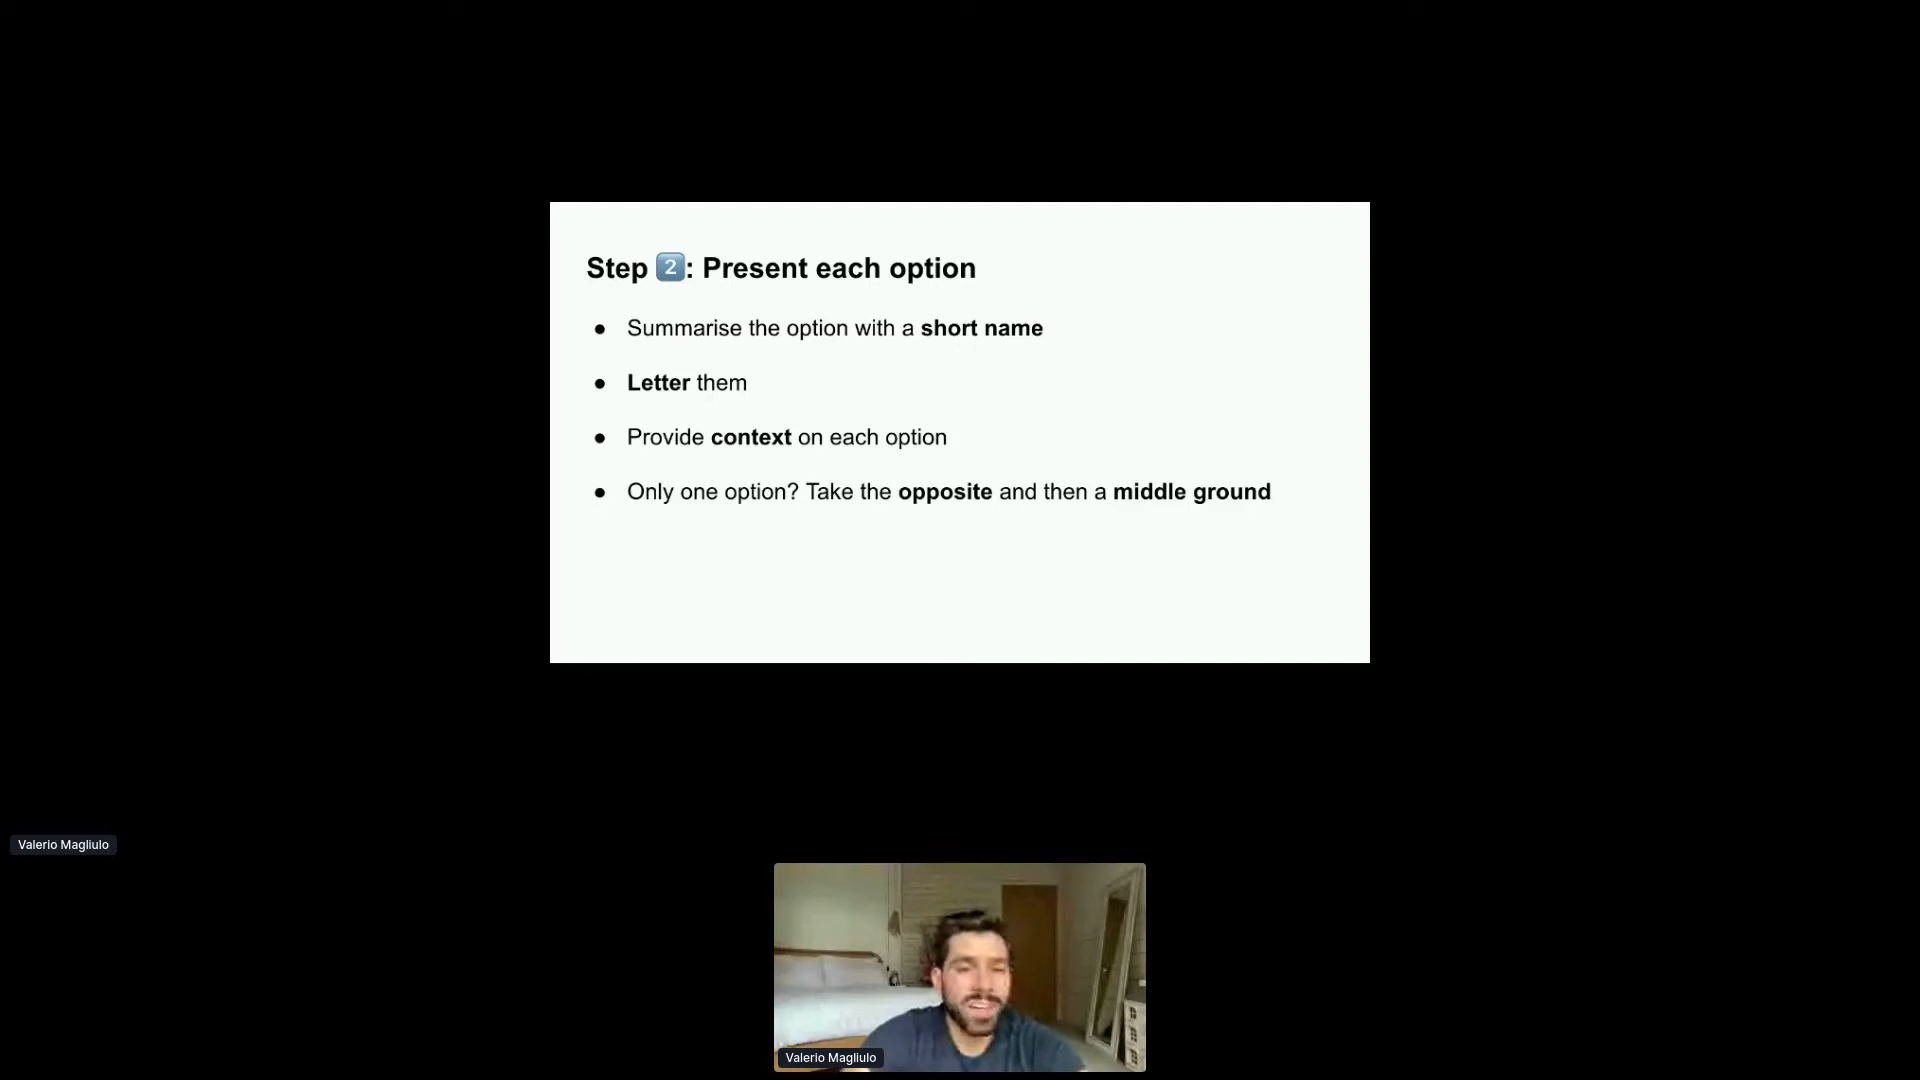 Step 2️⃣: Present each option
● Summarise the option with a short name
● Letter them
● Provide context on each option
● Only one option? Take the opposite and then a middle ground
Valerio Magliulo
Valerio Magliulo